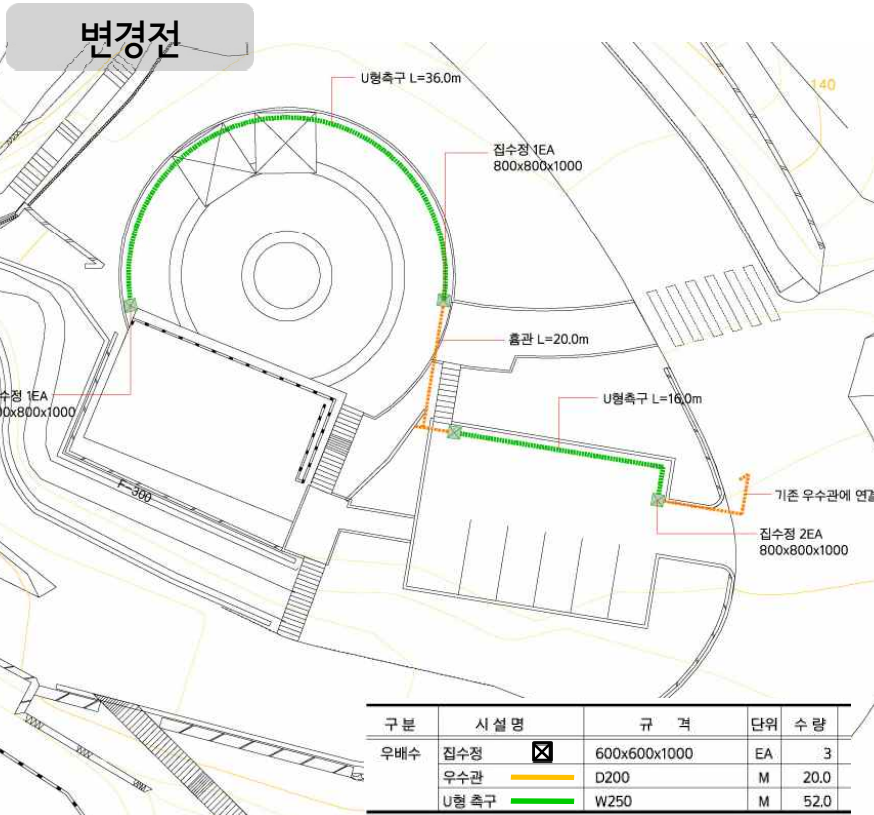 변경전
U형측구 L=36.0m
140
집수정 1EA
800x800x1000
흄관 L=20.0m
수정 1EA
00x800x1000
U형측구 L=16.0m
F=300
기존 우수관에 연결
집수정 2EA
800x800x1000
구 분 시 설 명 규 격 단위 수 량
우배수 집수정 600x600x1000 EA 3
우수관 D200 M 20.0
U형 측구 W250 M 52.0